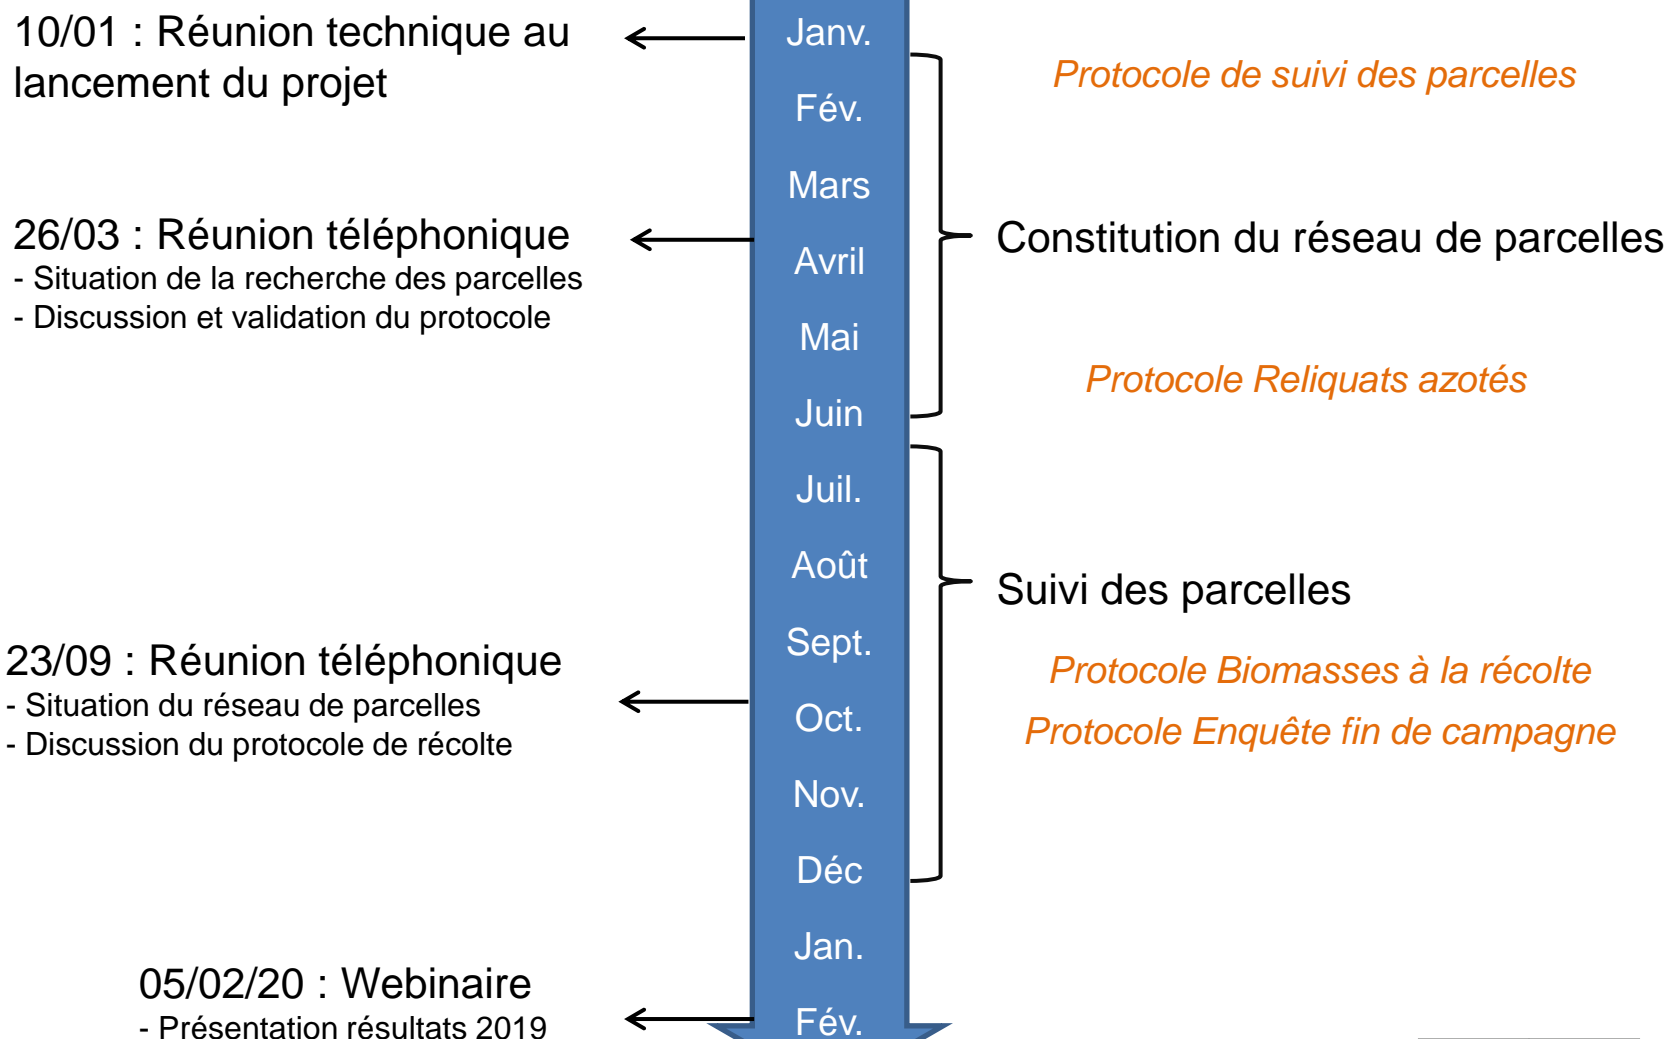 10/01 : Réunion technique au
lancement du projet
26/03 : Réunion téléphonique
- Situation de la recherche des parcelles
- Discussion et validation du protocole
23/09 : Réunion téléphonique
- Situation du réseau de parcelles
- Discussion du protocole de récolte
05/02/20 : Webinaire
- Présentation résultats 2019
Janv.
Fév.
Mars
Avril
Mai
Juin
Juil.
Août
Sept.
Oct.
Nov.
Déc
Jan.
Fév.
Protocole de suivi des parcelles
Constitution du réseau de parcelles
Protocole Reliquats azotés
Suivi des parcelles
Protocole Biomasses à la récolte
Protocole Enquête fin de campagne